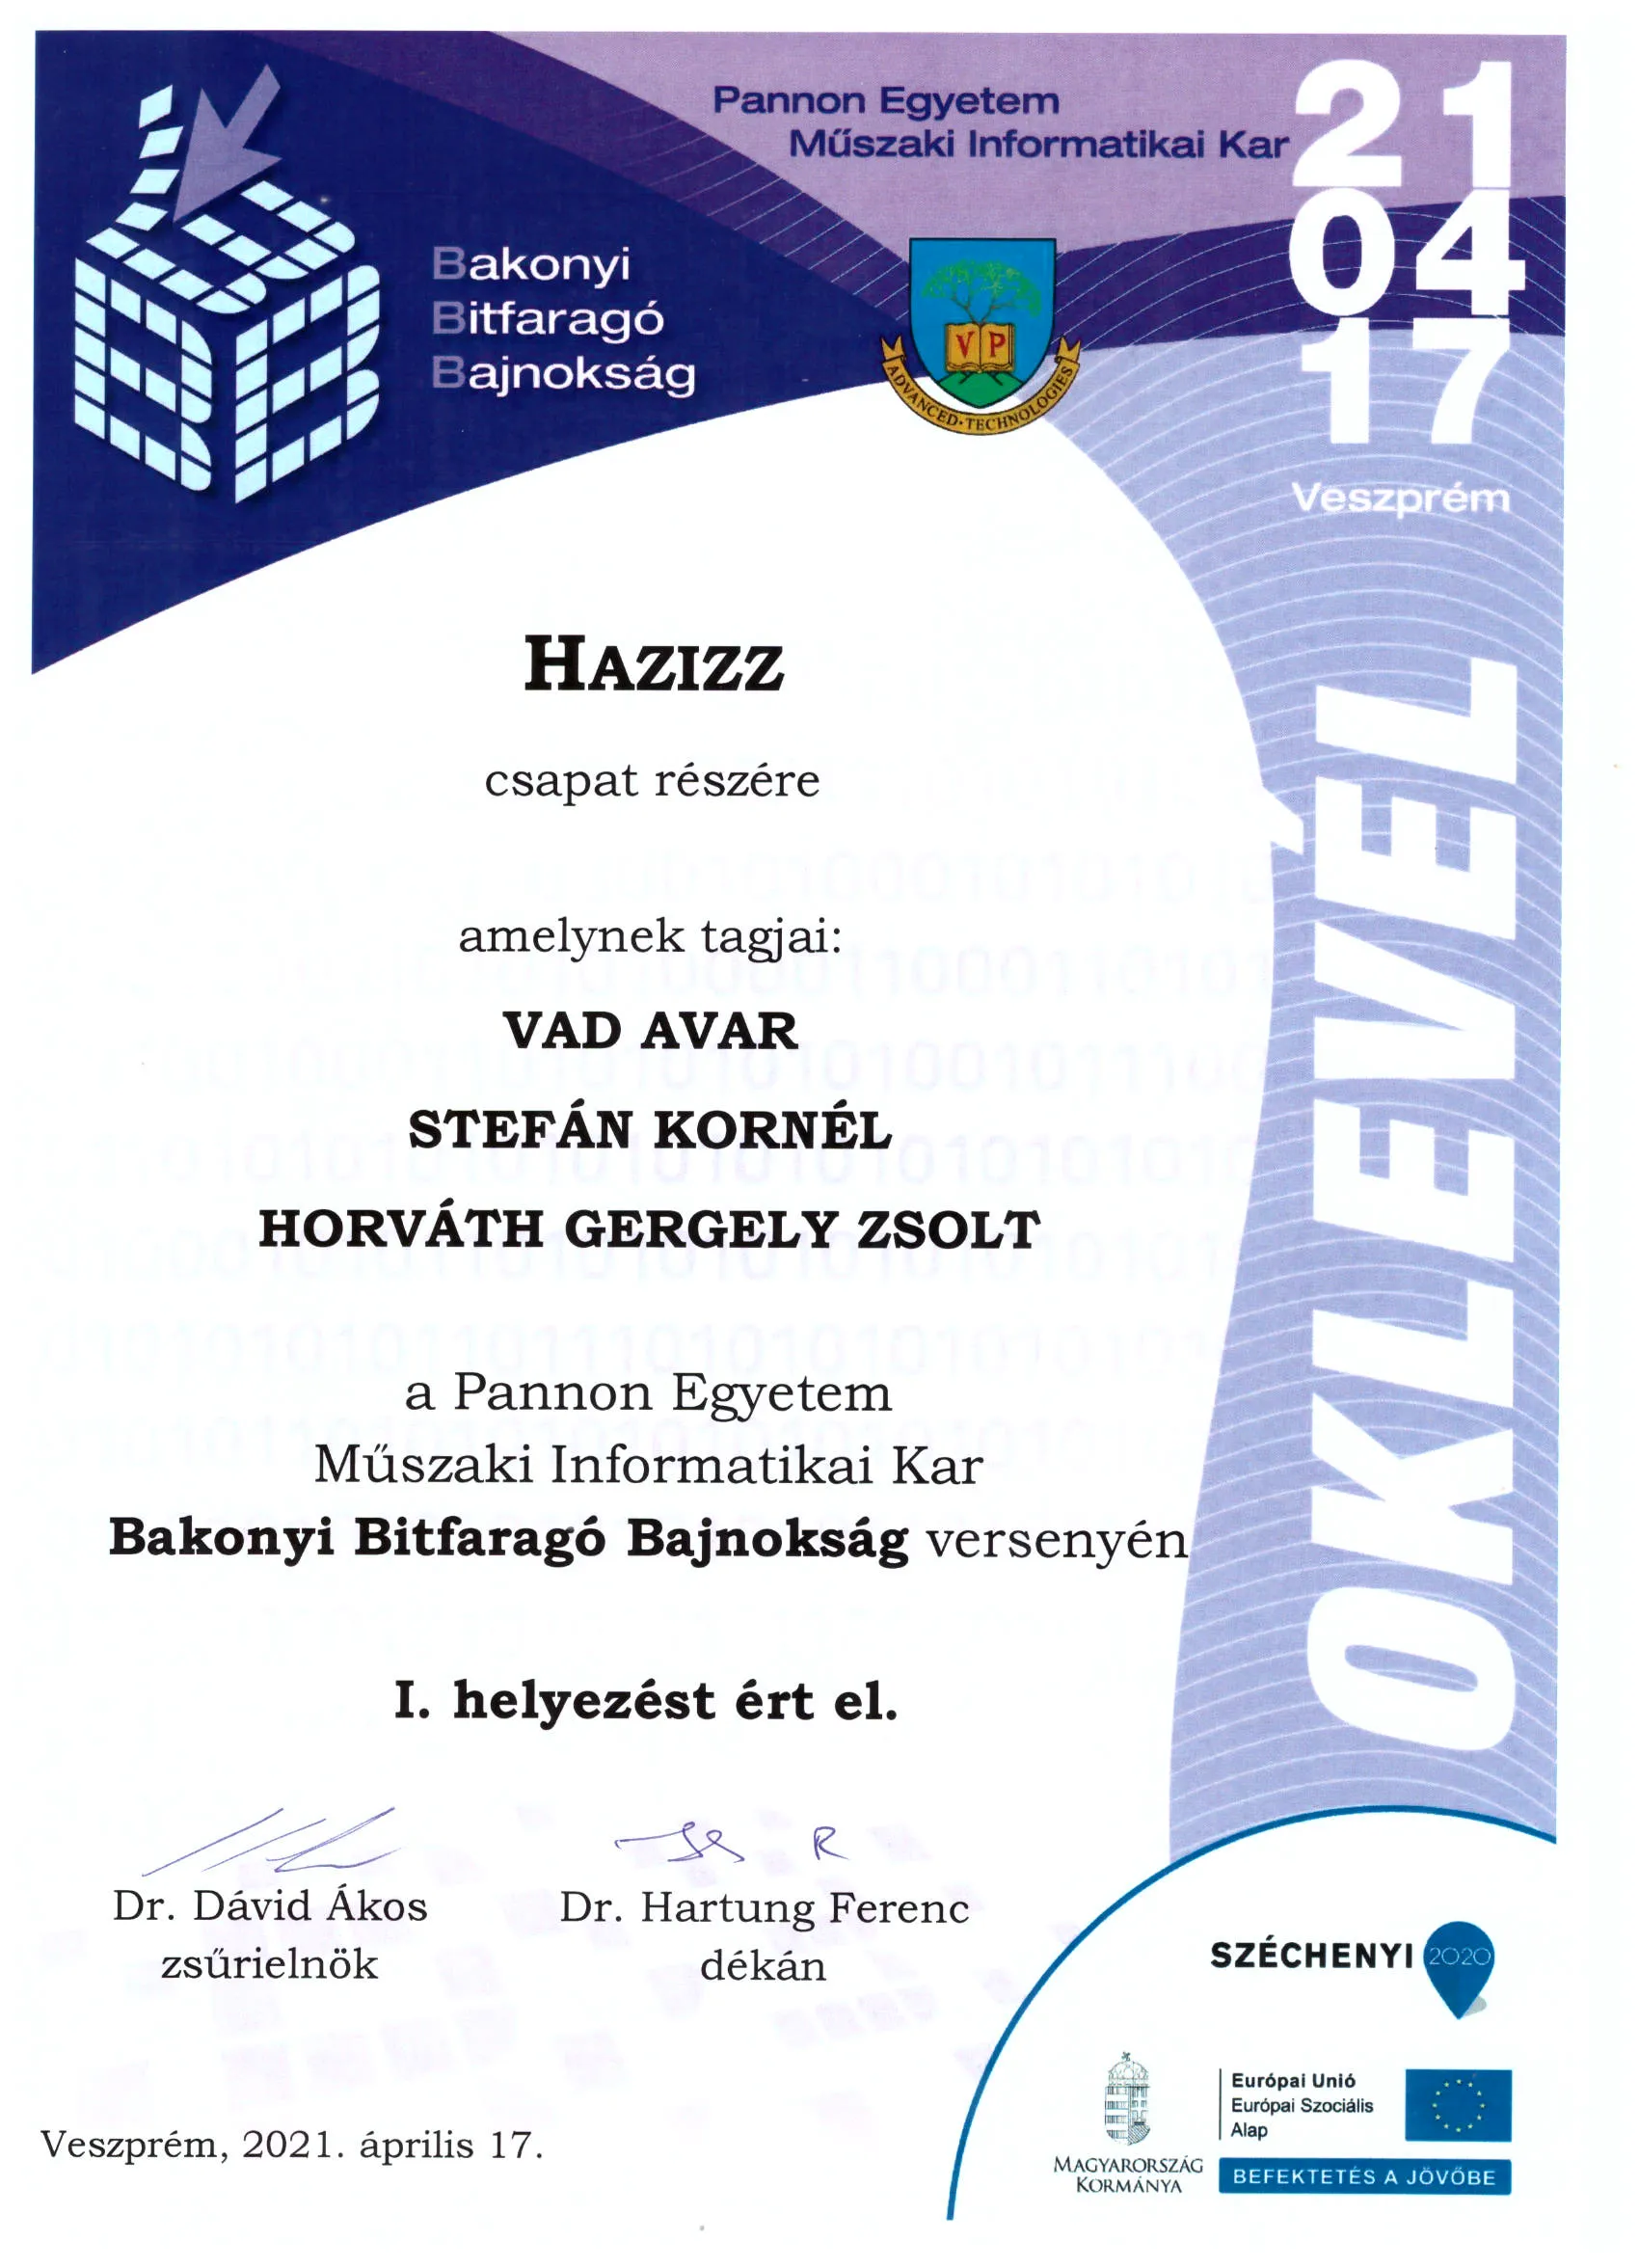 Pannon Egyetem
Műszaki Informatikai Kar
21
04
17
Veszprém
Bakonyi
Bitfaragó
Bajnokság
VP
ADVANCED·TECHNOLOGIES
OKLEVÉL
HAZIZZ
csapat részére
amelynek tagjai:
VAD AVAR
STEFÁN KORNÉL
HORVÁTH GERGELY ZSOLT
a Pannon Egyetem
Műszaki Informatikai Kar
Bakonyi Bitfaragó Bajnokság versenyén
I. helyezést ért el.
Dr. Dávid Ákos
zsűrielnök
Dr. Hartung Ferenc
dékán
Veszprém, 2021. április 17.
SZÉCHENYI 2020
MAGYARORSZÁG
KORMÁNYA
Európai Unió
Európai Szociális
Alap
BEFEKTETÉS A JÖVŐBE